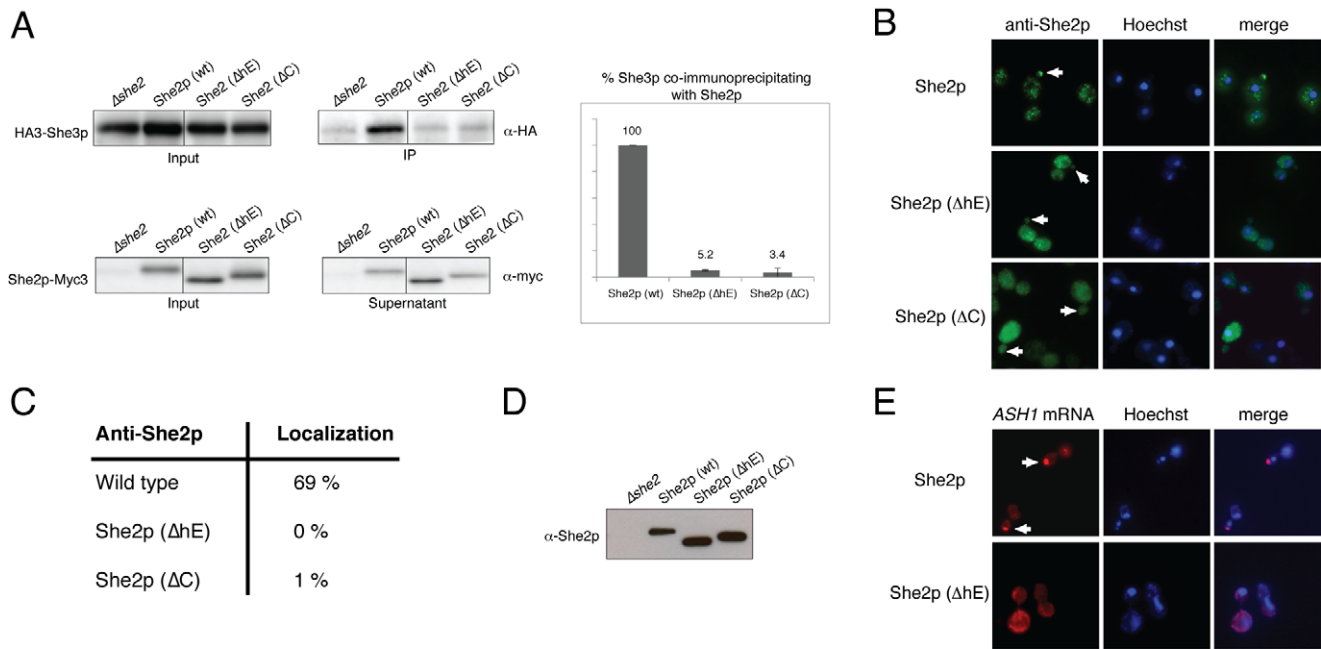 A
Δshe2 She2p (wt) She2 (ΔhE) She2 (ΔC)
HA3-She3p
Input
Δshe2 She2p (wt) She2 (ΔhE) She2 (ΔC)
α-HA
IP
Δshe2 She2p (wt) She2 (ΔhE) She2 (ΔC)
She2p-Myc3
Input
Δshe2 She2p (wt) She2 (ΔhE) She2 (ΔC)
α-myc
Supernatant
% She3p co-immunoprecipitating
with She2p
100
5.2
3.4
She2p (wt) She2p (ΔhE) She2p (ΔC)
B
anti-She2p Hoechst merge
She2p
She2p (ΔhE)
She2p (ΔC)
C
Anti-She2p Localization
Wild type 69 %
She2p (ΔhE) 0 %
She2p (ΔC) 1 %
D
Δshe2 She2p (wt) She2p (ΔhE) She2p (ΔC)
α-She2p
E
ASH1 mRNA Hoechst merge
She2p
She2p (ΔhE)